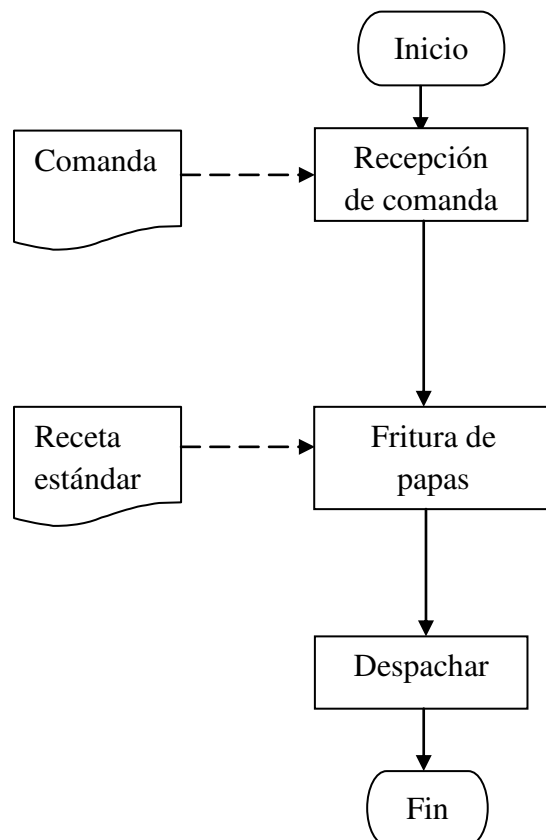 Inicio
Comanda
Recepción
de comanda
Receta
estándar
Fritura de
papas
Despachar
Fin